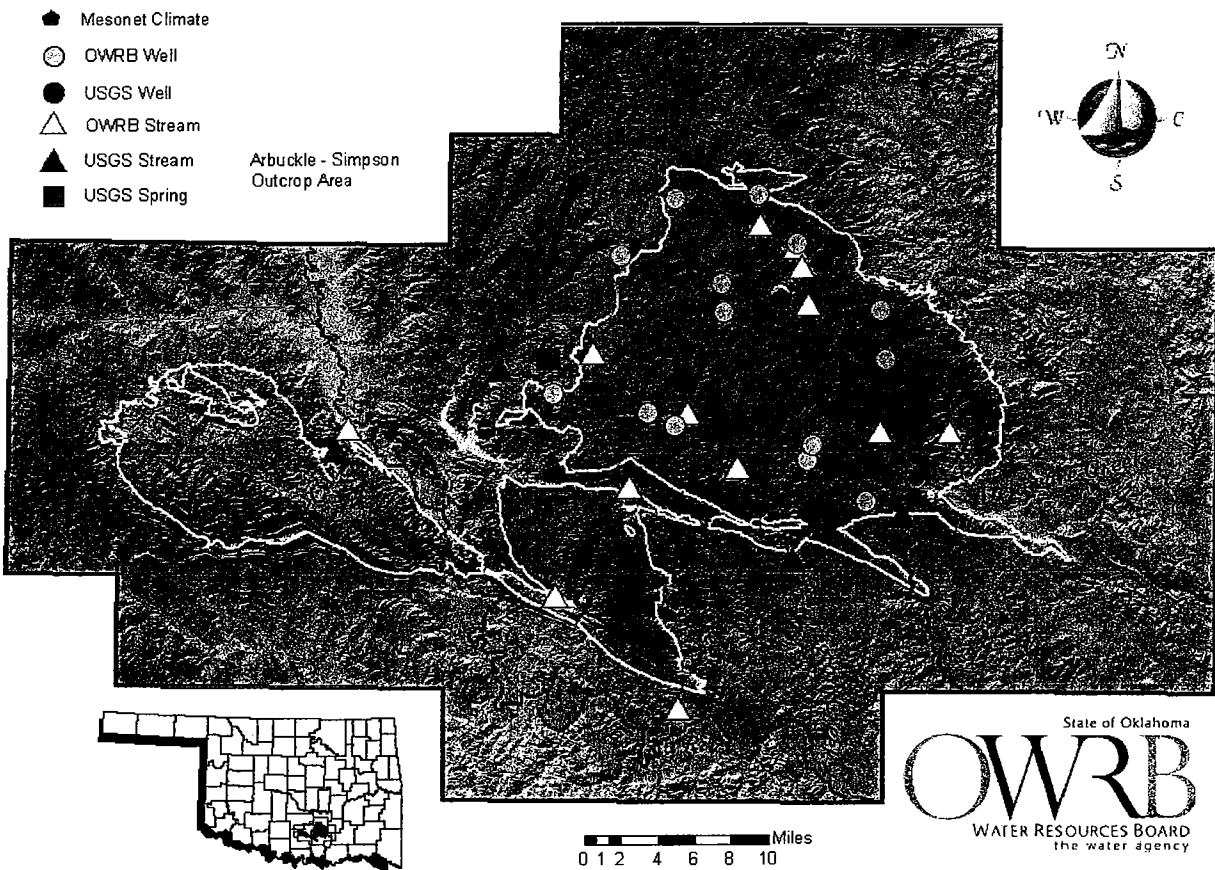 Mesonet Climate
OWRB Well
USGS Well
OWRB Stream
USGS Stream
USGS Spring
Arbuckle - Simpson
Outcrop Area
N
W
S
Miles
0 1 2 4 6 8 10
State of Oklahoma
OWRB
WATER RESOURCES BOARD
the water agency